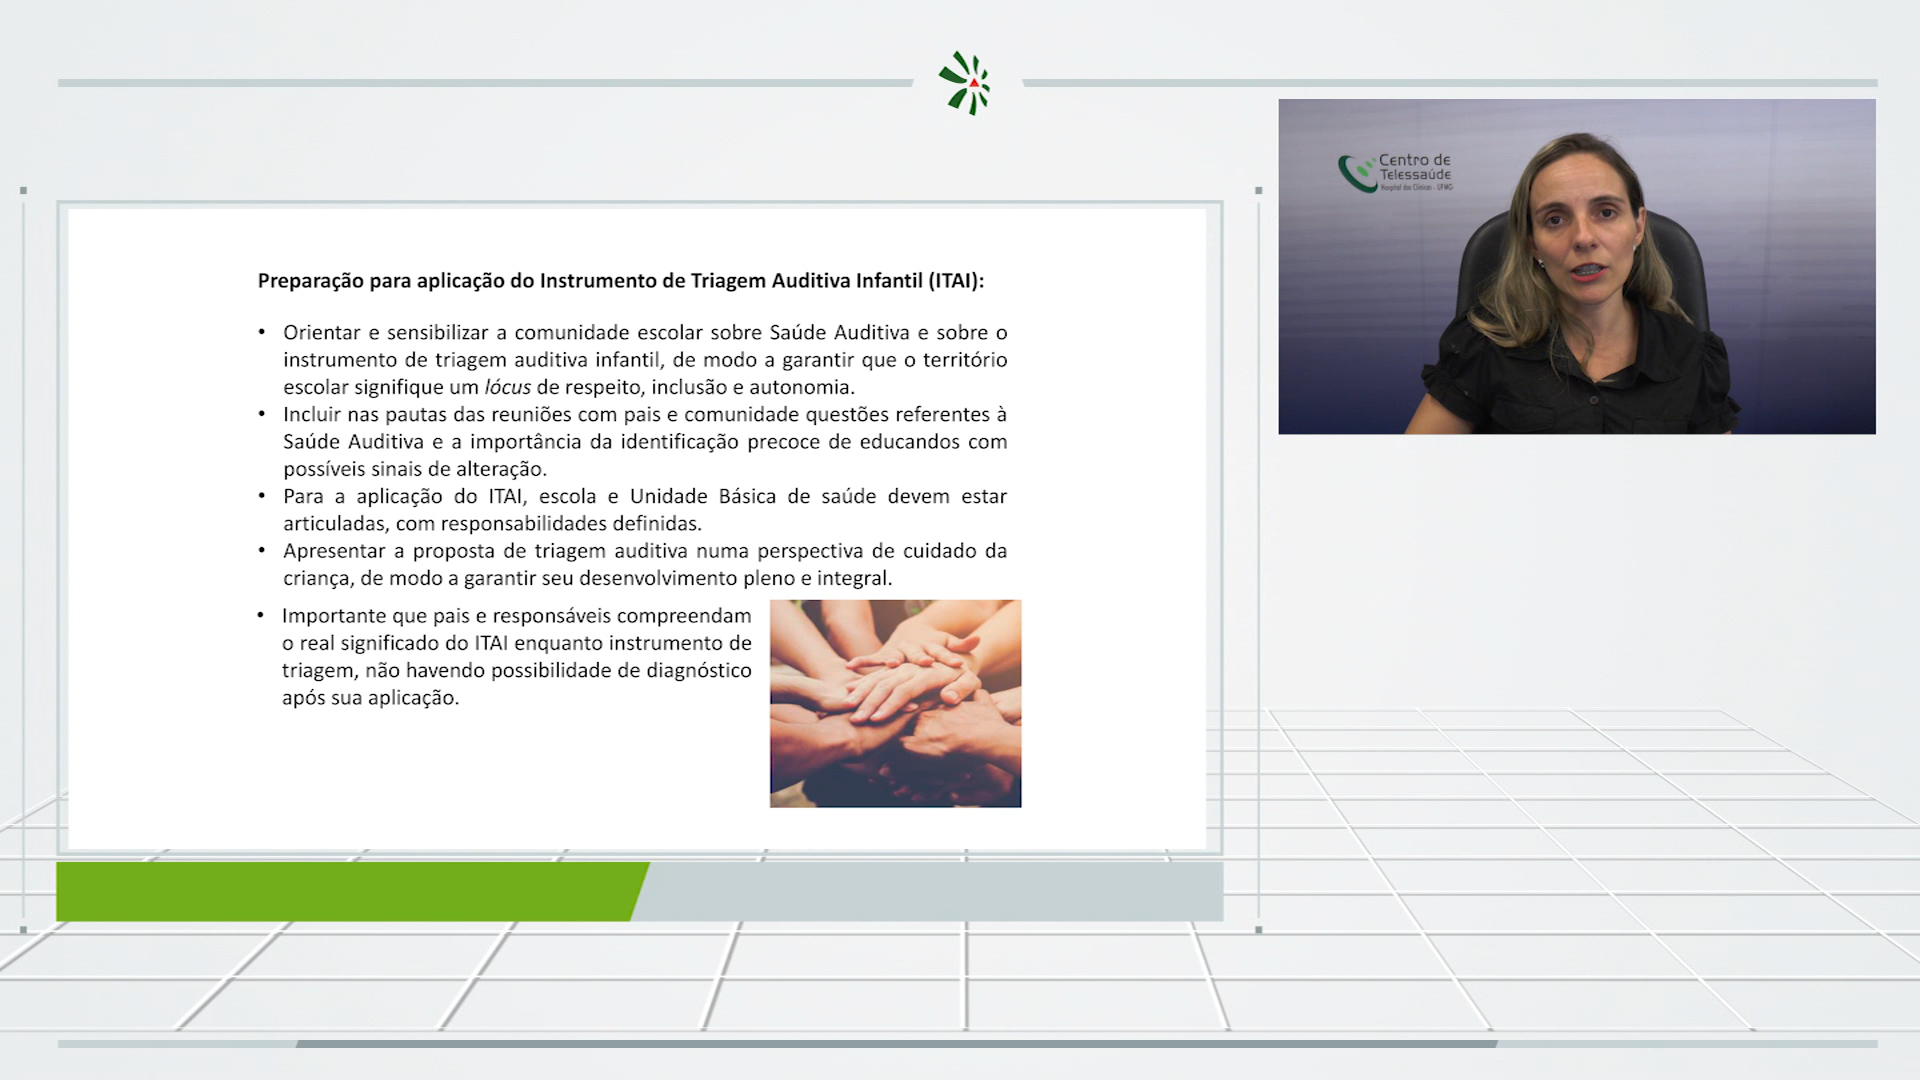 Preparação para aplicação do Instrumento de Triagem Auditiva Infantil (ITAI):
• Orientar e sensibilizar a comunidade escolar sobre Saúde Auditiva e sobre o
instrumento de triagem auditiva infantil, de modo a garantir que o território
escolar signifique um lócus de respeito, inclusão e autonomia.
• Incluir nas pautas das reuniões com pais e comunidade questões referentes à
Saúde Auditiva e a importância da identificação precoce de educandos com
possíveis sinais de alteração.
• Para a aplicação do ITAI, escola e Unidade Básica de saúde devem estar
articuladas, com responsabilidades definidas.
• Apresentar a proposta de triagem auditiva numa perspectiva de cuidado da
criança, de modo a garantir seu desenvolvimento pleno e integral.
• Importante que pais e responsáveis compreendam
o real significado do ITAI enquanto instrumento de
triagem, não havendo possibilidade de diagnóstico
após sua aplicação.
Centro de
Telessaúde
Hospital das Clínicas - UFMG